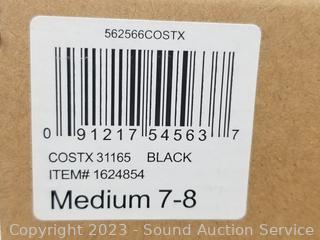 562566COSTX
0 91217 54563 7
COSTX 31165 BLACK
ITEM# 1624854
Medium 7-8
Copyright 2023 - Sound Auction Service